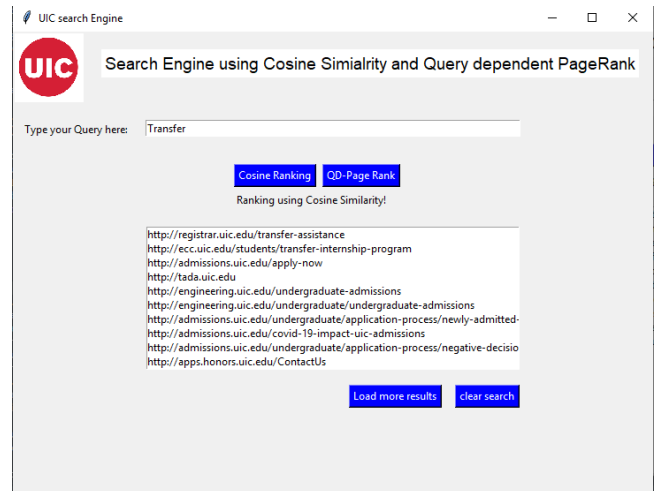 UIC search Engine
UIC
Search Engine using Cosine Simialrity and Query dependent PageRank
Type your Query here: Transfer
Cosine Ranking QD-Page Rank
Ranking using Cosine Similarity!
http://registrar.uic.edu/transfer-assistance
http://ecc.uic.edu/students/transfer-internship-program
http://admissions.uic.edu/apply-now
http://tada.uic.edu
http://engineering.uic.edu/undergraduate-admissions
http://engineering.uic.edu/undergraduate/undergraduate-admissions
http://admissions.uic.edu/undergraduate/application-process/newly-admitted-
http://admissions.uic.edu/covid-19-impact-uic-admissions
http://admissions.uic.edu/undergraduate/application-process/negative-decisio
http://apps.honors.uic.edu/ContactUs
Load more results clear search